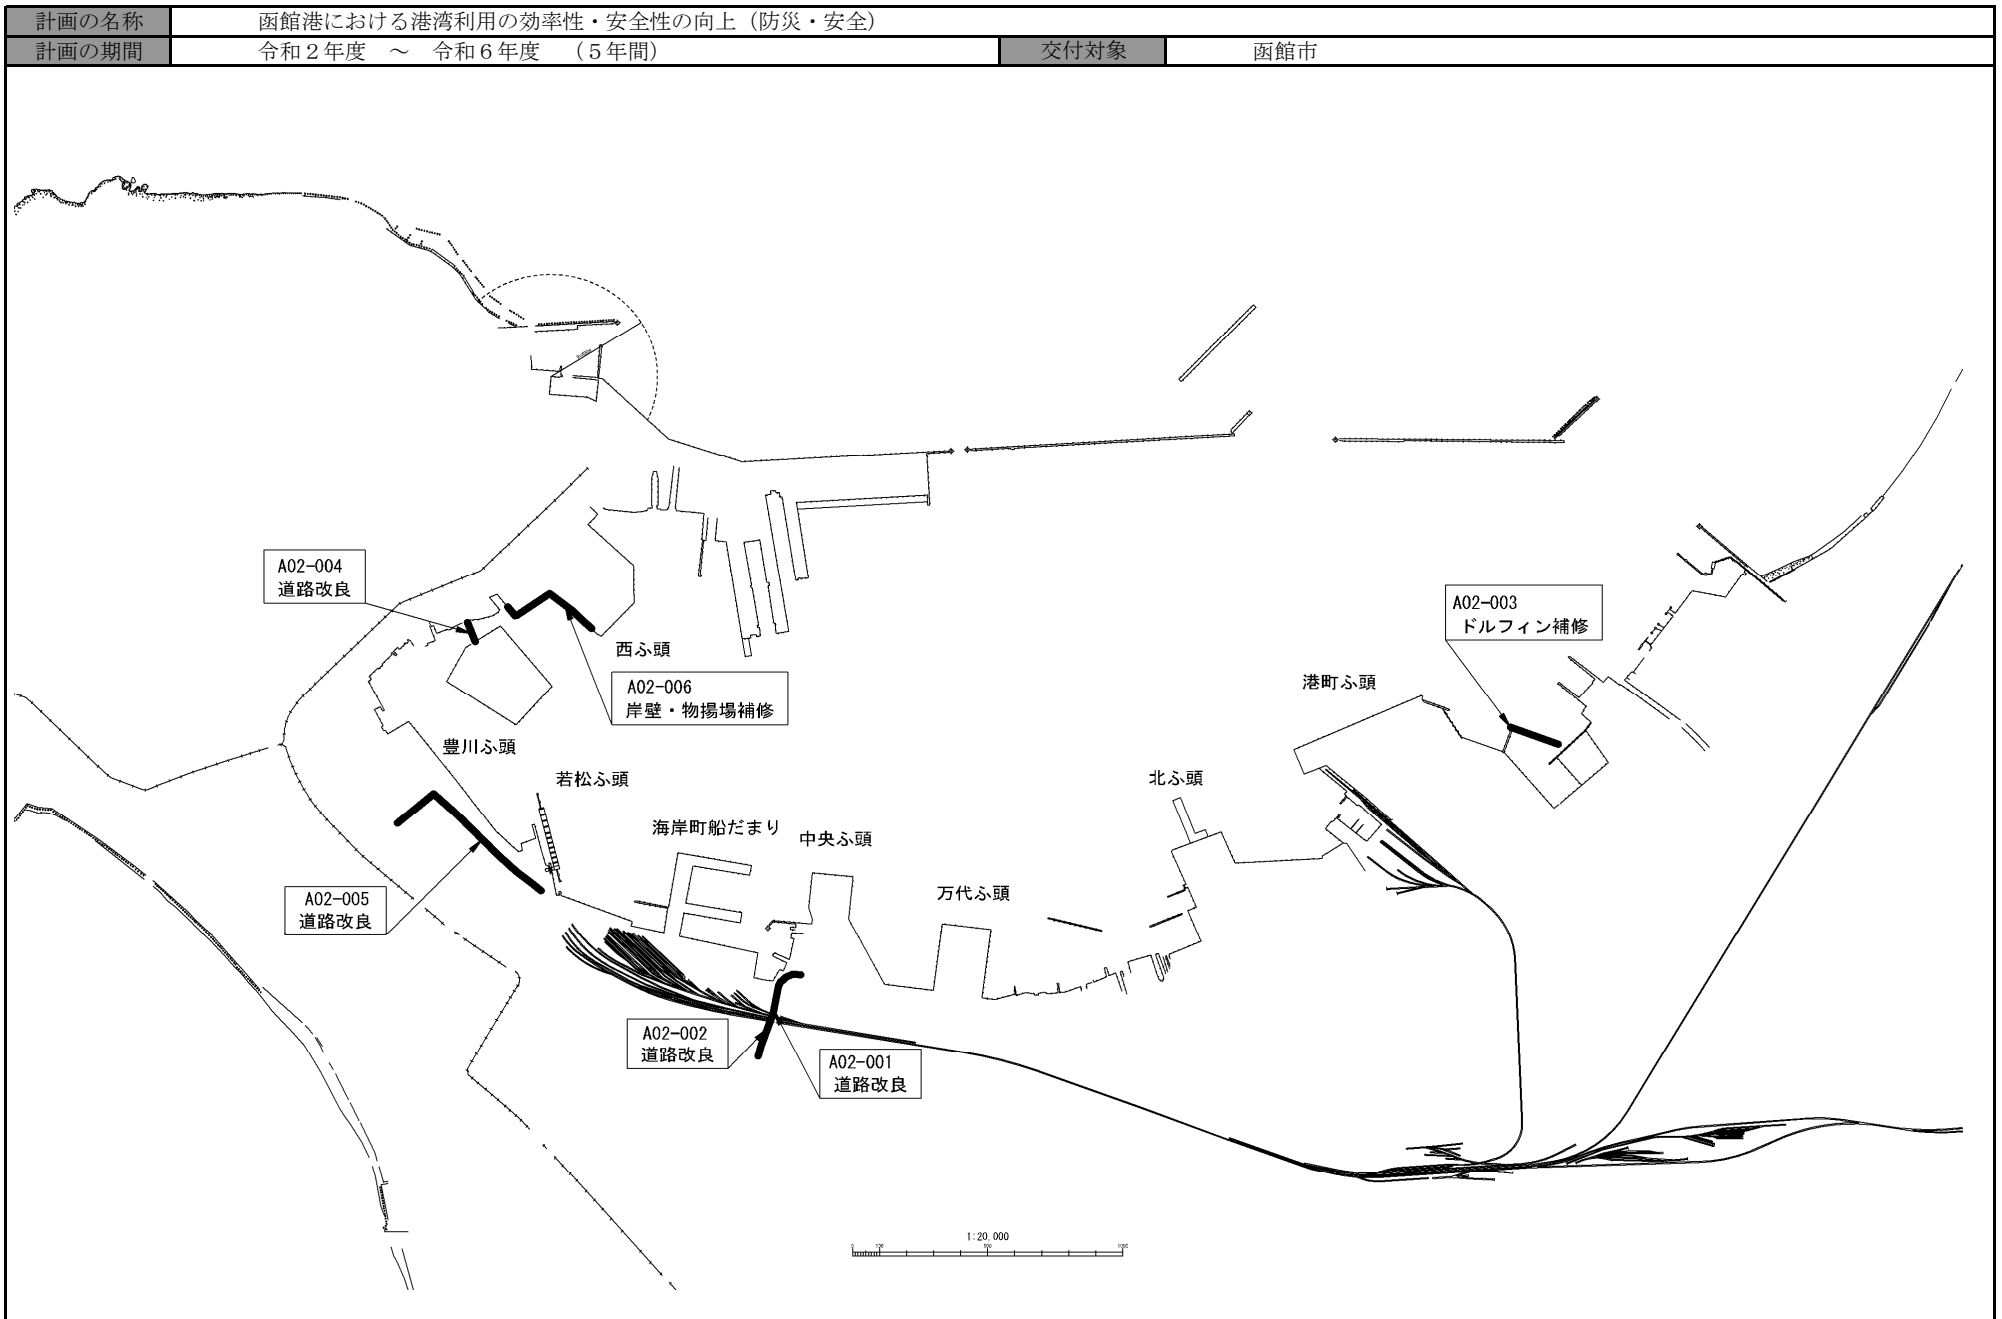 計画の名称 函館港における港湾利用の効率性・安全性の向上（防災・安全）
計画の期間 令和２年度　～　令和６年度　（５年間） 交付対象 函館市
A02-004
道路改良
西ふ頭
A02-006
岸壁・物揚場補修
A02-003
ドルフィン補修
港町ふ頭
豊川ふ頭
若松ふ頭
北ふ頭
海岸町船だまり
中央ふ頭
万代ふ頭
A02-005
道路改良
A02-002
道路改良
A02-001
道路改良
1:20,000
0 100 500 1000